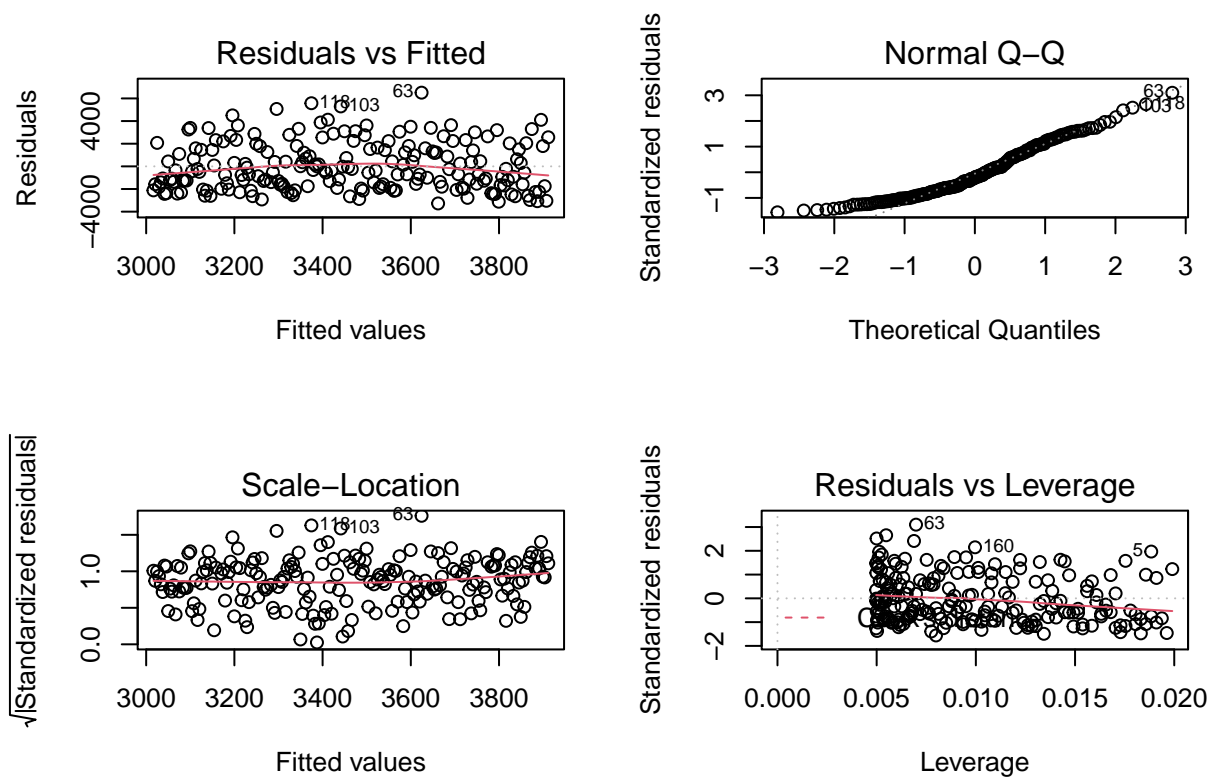 Residuals vs Fitted
Residuals
4000
−4000
118
103
63
3000 3200 3400 3600 3800
Fitted values
Normal Q−Q
Standardized residuals
3
1
−1
63
103
118
−3 −2 −1 0 1 2 3
Theoretical Quantiles
Scale−Location
√|Standardized residuals|
1.0
0.0
118
103
63
3000 3200 3400 3600 3800
Fitted values
Residuals vs Leverage
Standardized residuals
2
0
−2
63
160
5
0.000 0.005 0.010 0.015 0.020
Leverage